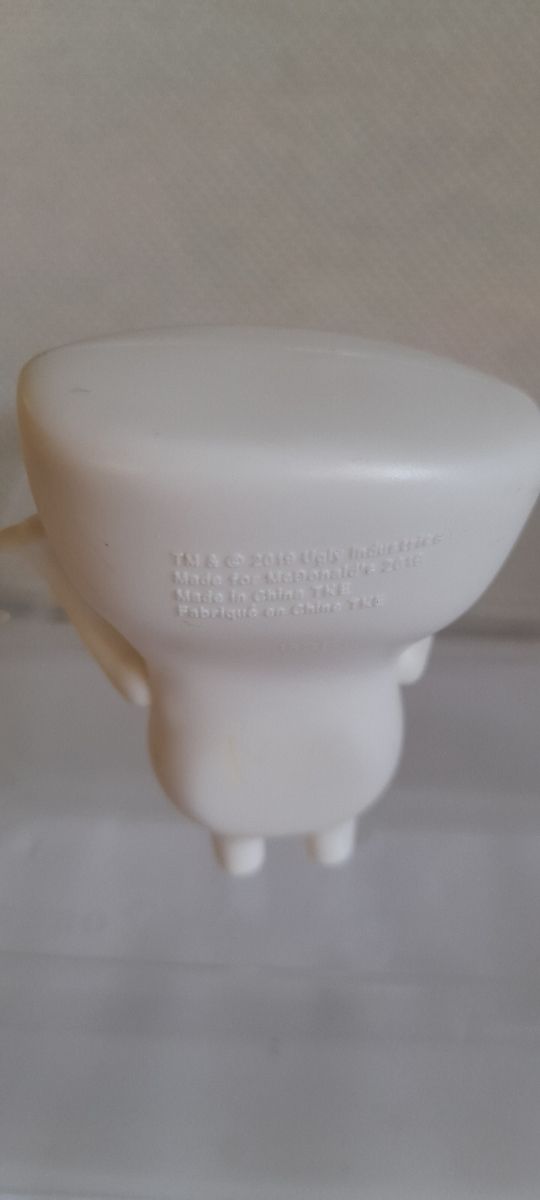 TM & © 2019 Ugly Industries
Made for McDonald's 2019
Made in China TKE
Fabriqué en Chine TKE